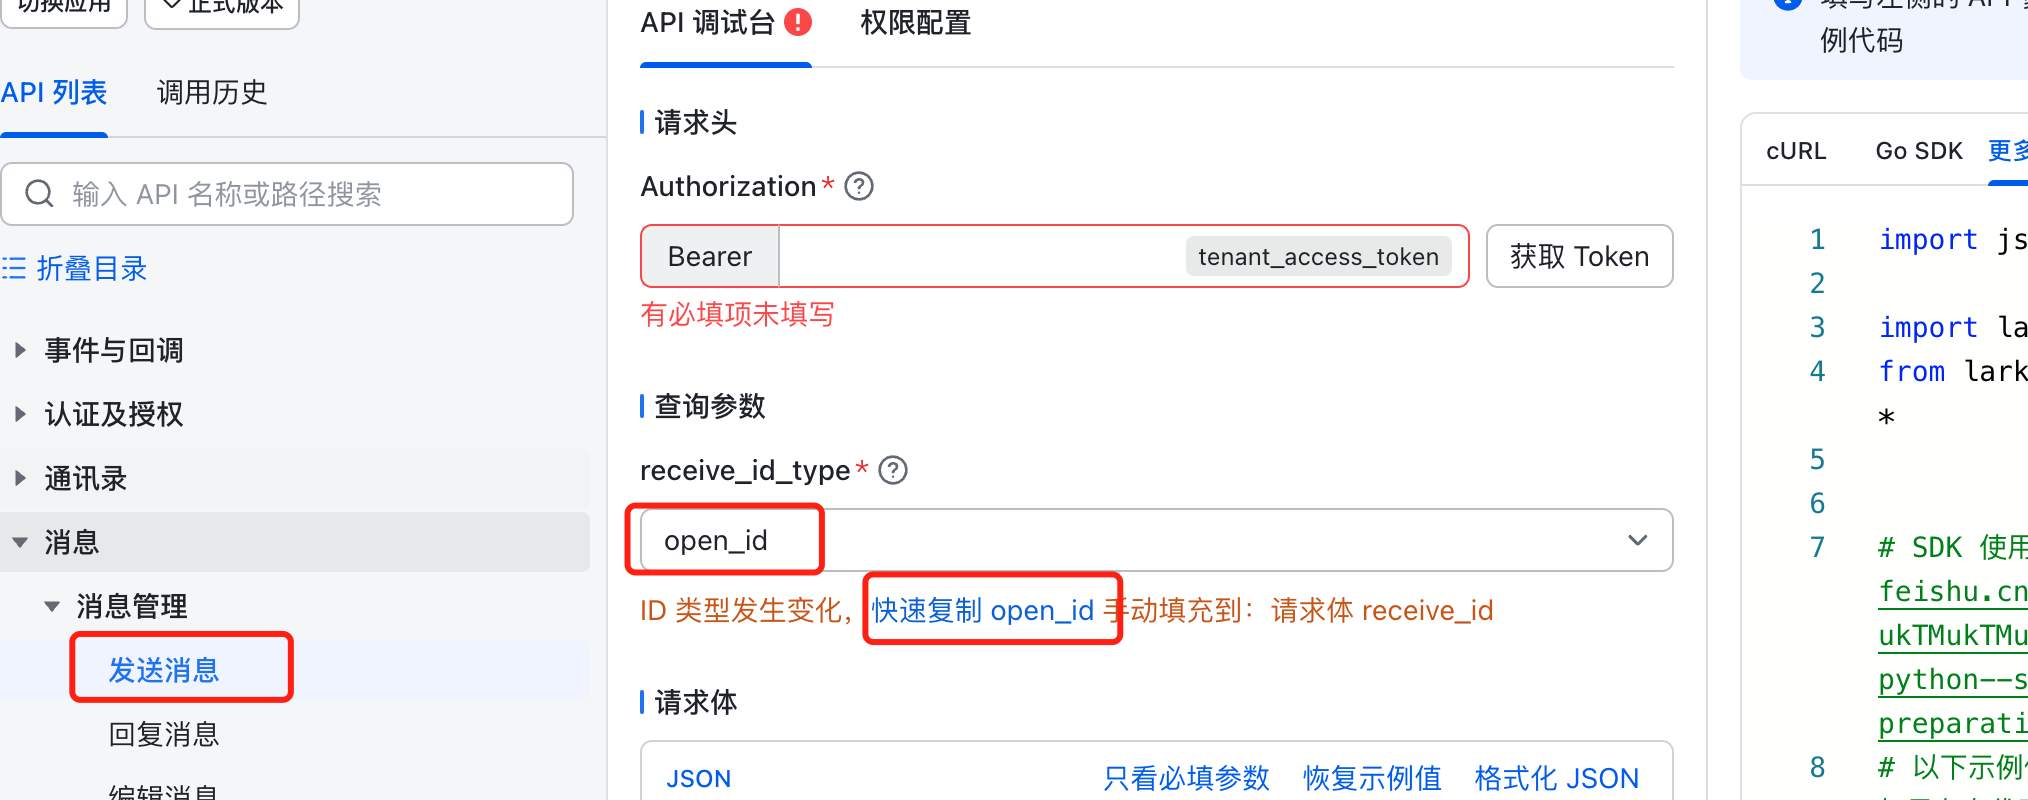 切换应用
正式版本
API 列表
调用历史
输入 API 名称或路径搜索
折叠目录
事件与回调
认证及授权
通讯录
消息
消息管理
发送消息
回复消息
编辑消息
API 调试台
权限配置
请求头
Authorization * ?
Bearer
tenant_access_token
获取 Token
有必填项未填写
查询参数
receive_id_type * ?
open_id
ID 类型发生变化，快速复制 open_id 手动填充到：请求体 receive_id
请求体
JSON
只看必填参数
恢复示例值
格式化 JSON
例代码
cURL
Go SDK
更多
1 import js
2
3 import la
4 from lark
*
5
6
7 # SDK 使用
feishu.cn
ukTMukTMu
python--s
preparati
8 # 以下示例